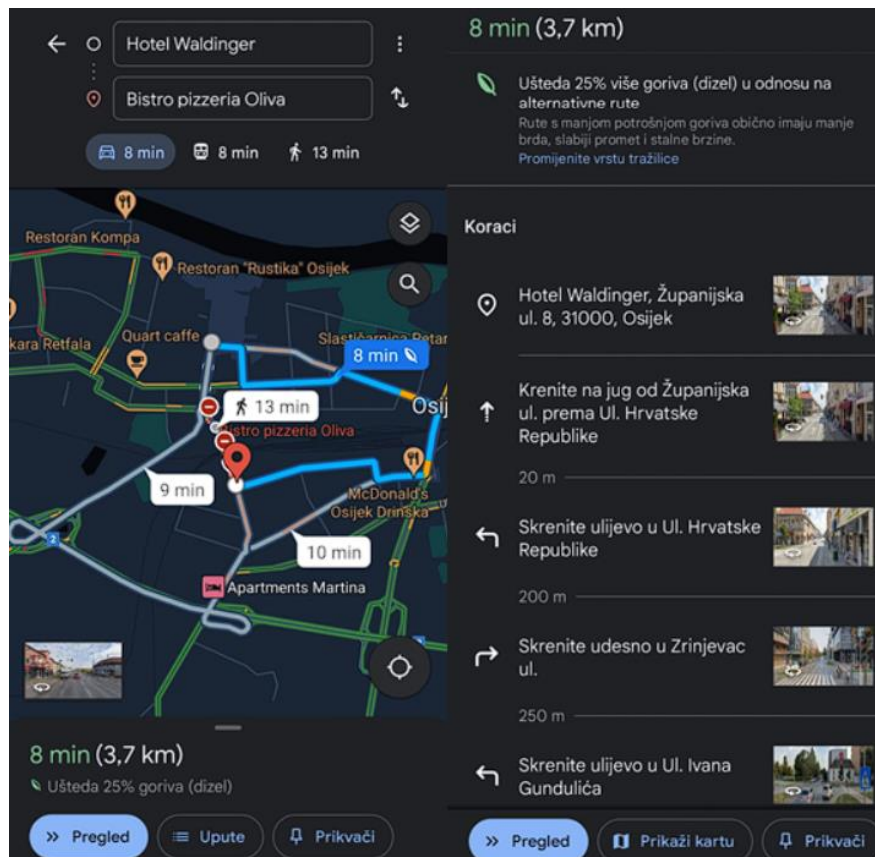 Hotel Waldinger
Bistro pizzeria Oliva
8 min
8 min
13 min
Restoran Kompa
Restoran "Rustika" Osijek
Quart caffe
kara Retfala
Slastičarnica Petar
8 min
13 min
Osij
Bistro pizzeria Oliva
9 min
McDonald's
Osijek Drinska
2
10 min
Apartments Martina
8 min (3,7 km)
Ušteda 25% goriva (dizel)
Pregled
Upute
Prikvači
8 min (3,7 km)
Ušteda 25% više goriva (dizel) u odnosu na
alternativne rute
Rute s manjom potrošnjom goriva obično imaju manje
brda, slabiji promet i stalne brzine.
Promijenite vrstu tražilice
Koraci
Hotel Waldinger, Županijska
ul. 8, 31000, Osijek
Krenite na jug od Županijska
ul. prema Ul. Hrvatske
Republike
20 m
Skrenite ulijevo u Ul. Hrvatske
Republike
200 m
Skrenite udesno u Zrinjevac
ul.
250 m
Skrenite ulijevo u Ul. Ivana
Gundulića
Pregled
Prikaži kartu
Prikvači